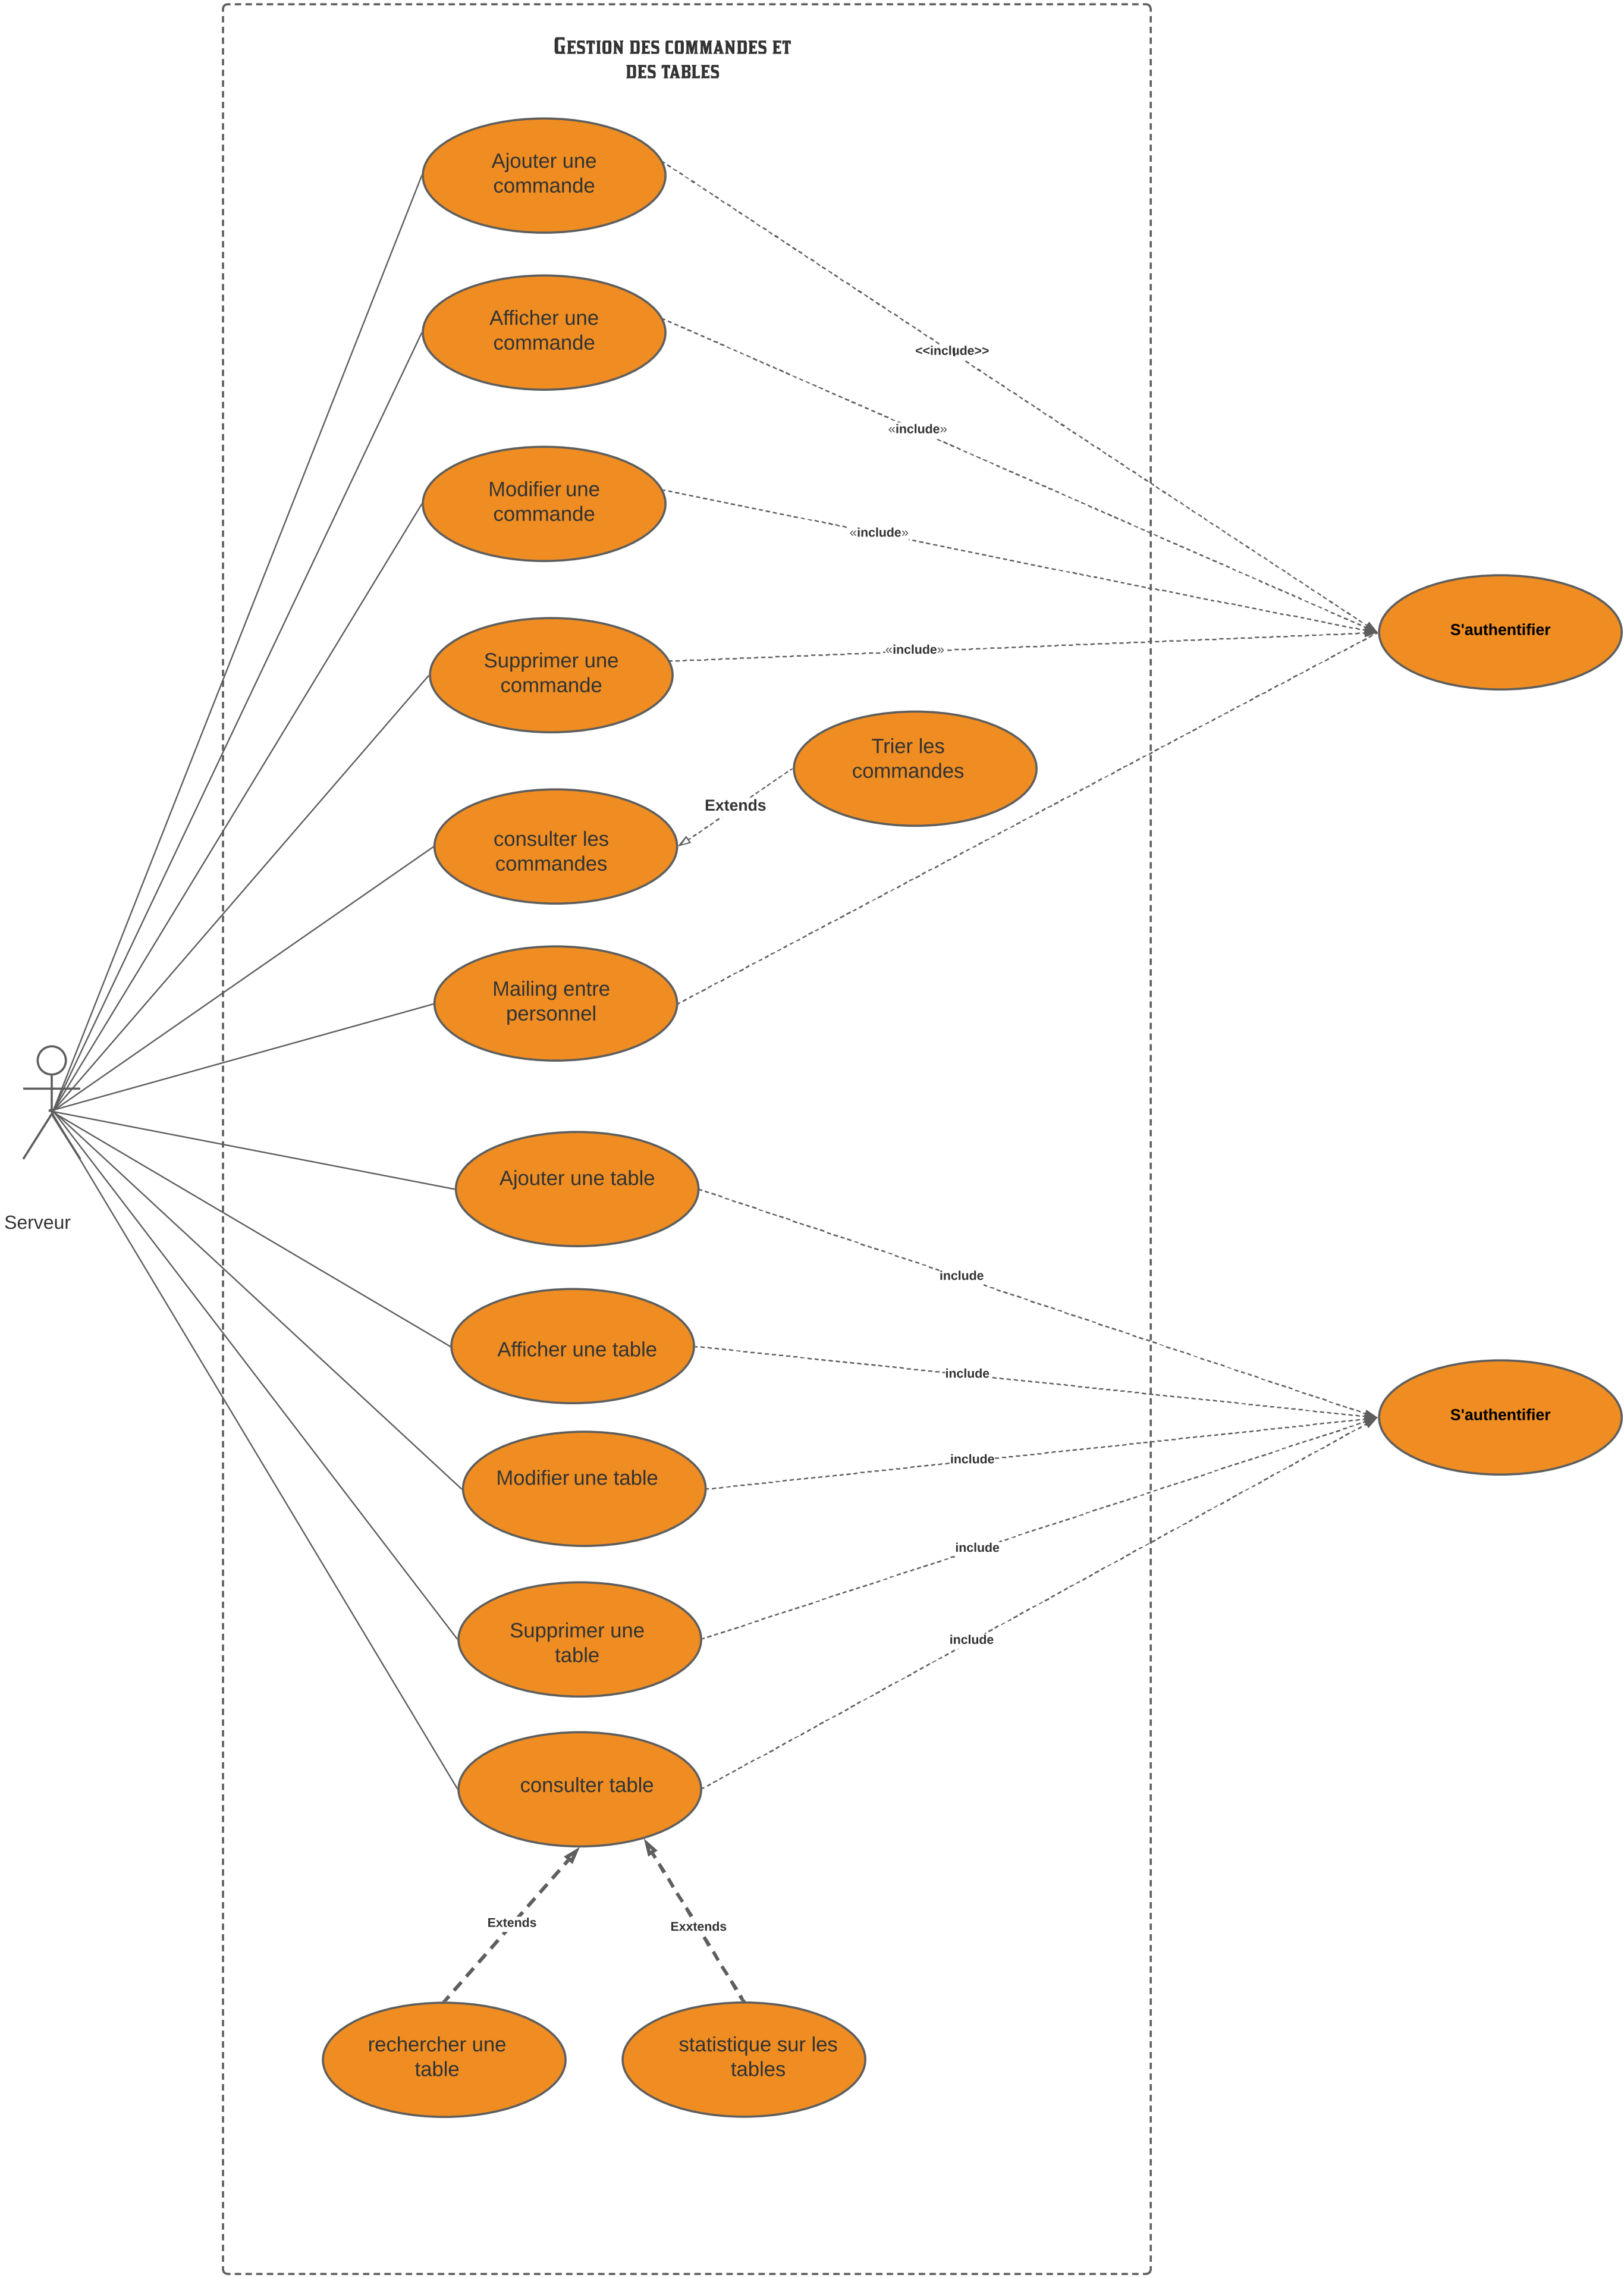 Gestion des commandes et
des tables
Ajouter une
commande
Afficher une
commande
<<include>>
«include»
Modifier une
commande
«include»
Supprimer une
commande
«include»
S'authentifier
Trier les
commandes
Extends
consulter les
commandes
Mailing entre
personnel
Serveur
Ajouter une table
include
Afficher une table
include
S'authentifier
Modifier une table
include
include
Supprimer une
table
include
consulter table
Extends
Exxtends
rechercher une
table
statistique sur les
tables